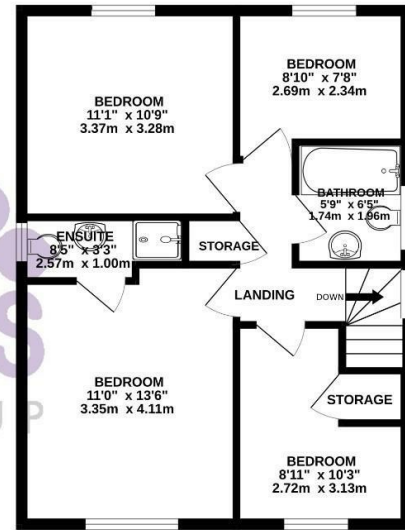 BEDROOM
11'1" x 10'9"
3.37m x 3.28m
BEDROOM
8'10" x 7'8"
2.69m x 2.34m
BATHROOM
5'9" x 6'5"
1.74m x 1.96m
ENSUITE
8'5" x 3'3"
2.57m x 1.00m
STORAGE
LANDING
DOWN
BEDROOM
11'0" x 13'6"
3.35m x 4.11m
STORAGE
BEDROOM
8'11" x 10'3"
2.72m x 3.13m
U P